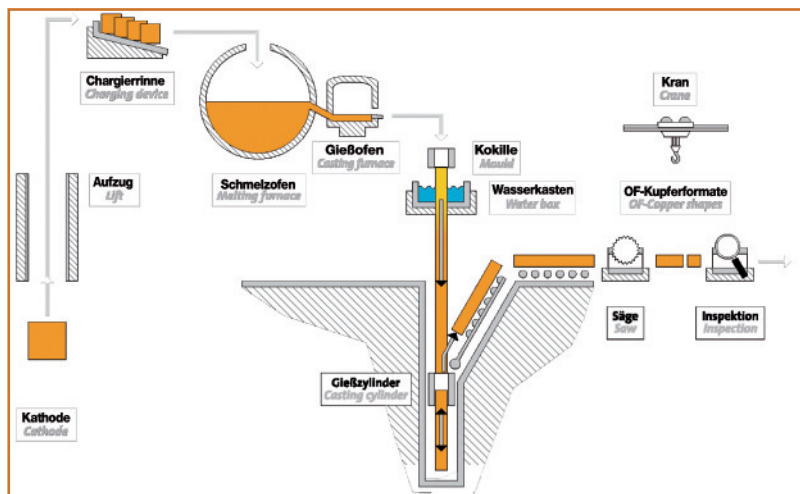 Chargierrinne
Charging device
Kran
Crane
Gießofen
Casting furnace
Kokille
Mould
Aufzug
Lift
Schmelzofen
Melting furnace
Wasserkasten
Water box
OF-Kupferformate
OF-Copper shapes
Säge
Saw
Inspektion
Inspection
Gießzylinder
Casting cylinder
Kathode
Cathode